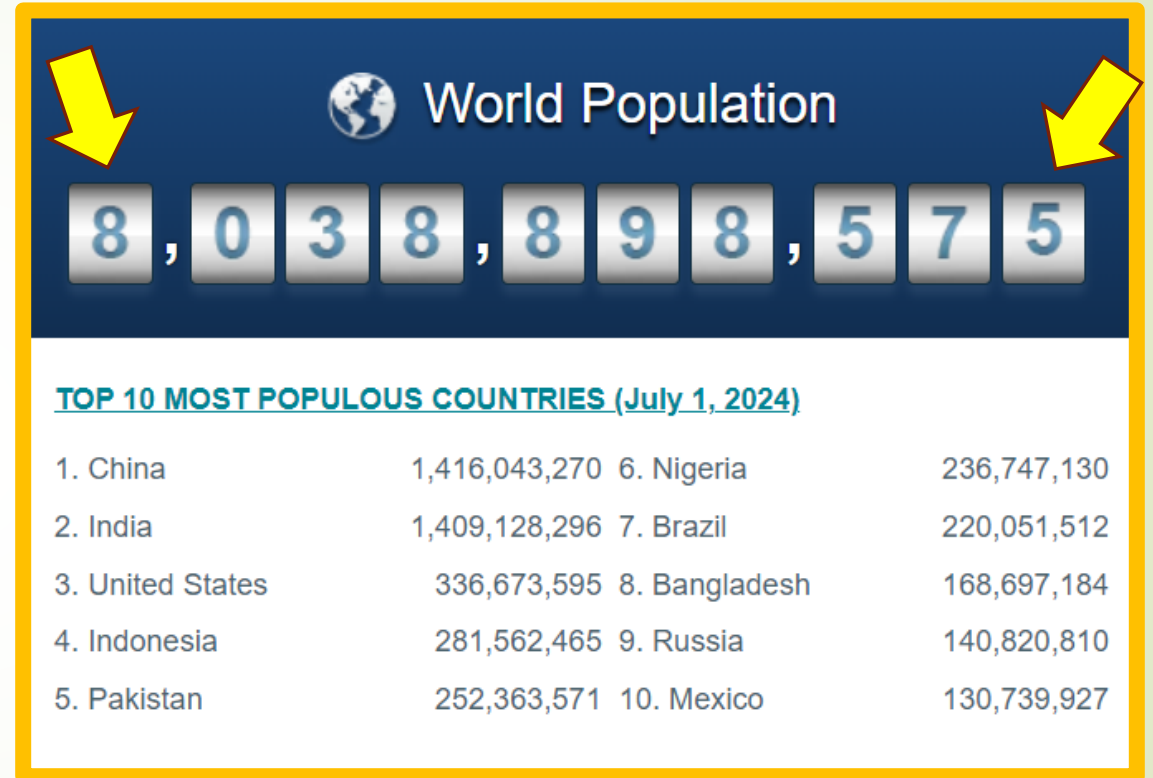 World Population
8,038,898,575
TOP 10 MOST POPULOUS COUNTRIES (July 1, 2024)
1. China 1,416,043,270 6. Nigeria 236,747,130
2. India 1,409,128,296 7. Brazil 220,051,512
3. United States 336,673,595 8. Bangladesh 168,697,184
4. Indonesia 281,562,465 9. Russia 140,820,810
5. Pakistan 252,363,571 10. Mexico 130,739,927